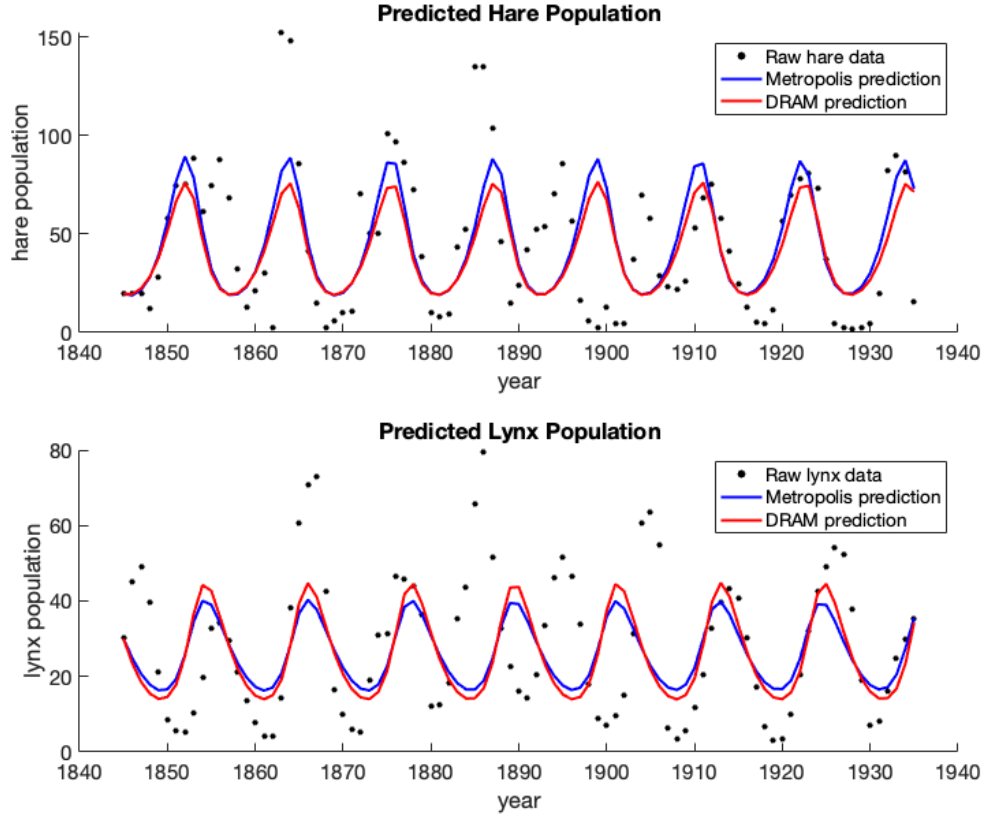 Predicted Hare Population
150
100
50
0
hare population
Raw hare data
Metropolis prediction
DRAM prediction
1840 1850 1860 1870 1880 1890 1900 1910 1920 1930 1940
year
Predicted Lynx Population
80
60
40
20
0
lynx population
Raw lynx data
Metropolis prediction
DRAM prediction
1840 1850 1860 1870 1880 1890 1900 1910 1920 1930 1940
year